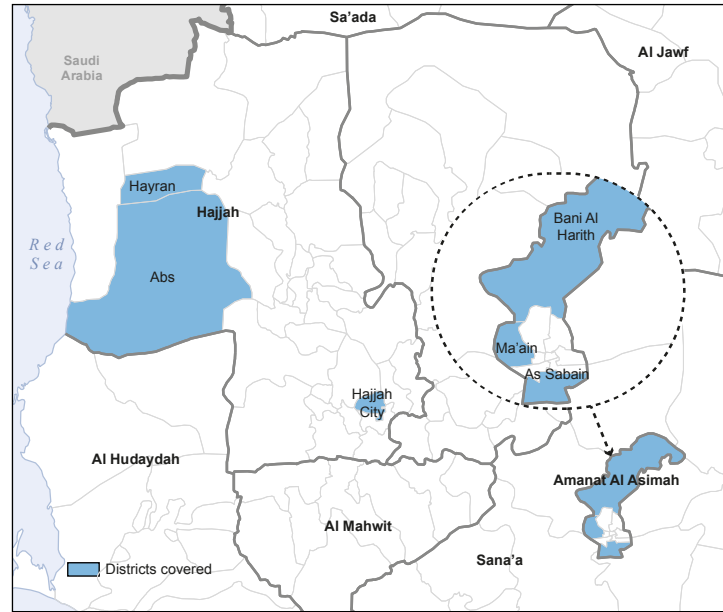 Sa'ada
Saudi
Arabia
Al Jawf
Hayran
Hajjah
Bani Al
Harith
Red
Sea
Abs
Ma'ain
As Sabain
Hajjah
City
Al Hudaydah
Amanat Al Asimah
Al Mahwit
Sana'a
Districts covered